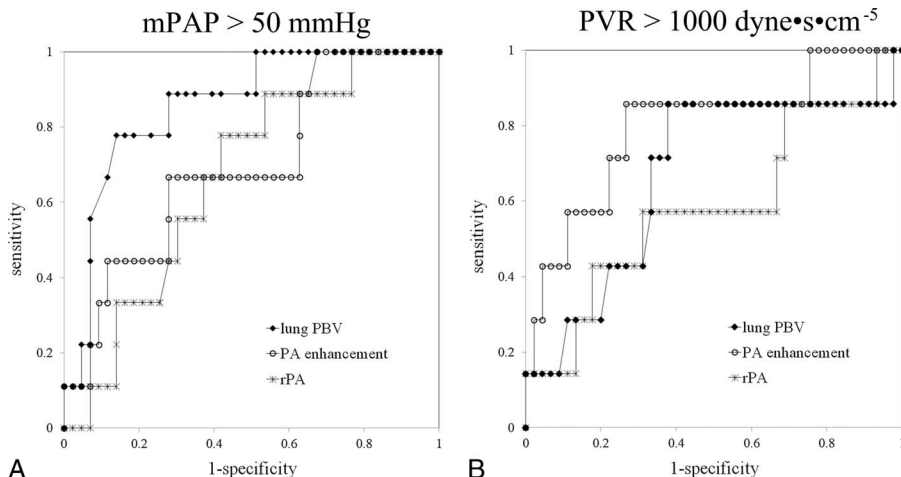 mPAP > 50 mmHg
1
0.8
0.6
0.4
0.2
0
sensitivity
0
0.2
0.4
0.6
0.8
1
1-specificity
lung PBV
PA enhancement
rPA
A
PVR > 1000 dyne•s•cm⁻⁵
1
0.8
0.6
0.4
0.2
0
sensitivity
0
0.2
0.4
0.6
0.8
1
1-specificity
lung PBV
PA enhancement
rPA
B